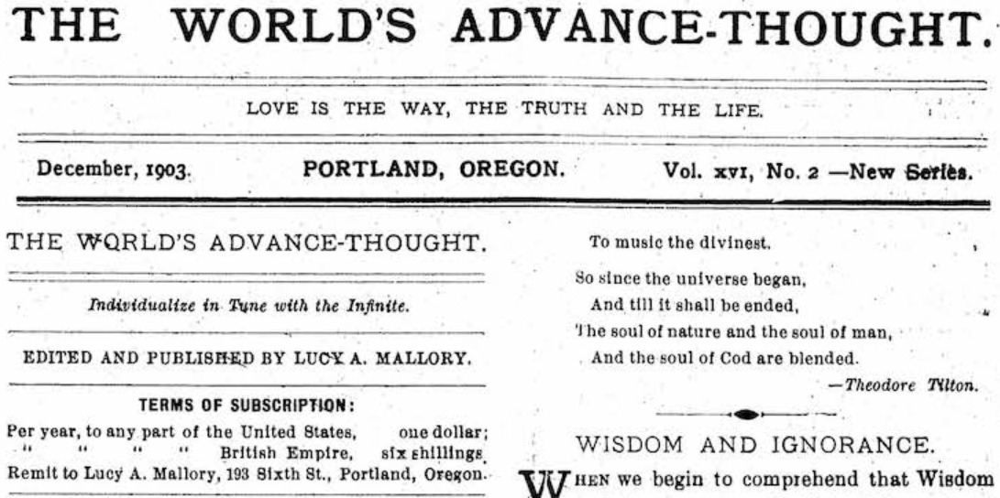 THE WORLD'S ADVANCE-THOUGHT.
LOVE IS THE WAY, THE TRUTH AND THE LIFE.
December, 1903. PORTLAND, OREGON. Vol. xvi, No. 2 —New Series.
THE WORLD'S ADVANCE-THOUGHT.
Individualize in Tune with the Infinite.
EDITED AND PUBLISHED BY LUCY A. MALLORY.
TERMS OF SUBSCRIPTION:
Per year, to any part of the United States, one dollar;
" " " " British Empire, six shillings
Remit to Lucy A. Mallory, 193 Sixth St., Portland, Oregon.
To music the divinest.
So since the universe began,
And till it shall be ended,
The soul of nature and the soul of man,
And the soul of Cod are blended.
—Theodore Tilton.
WISDOM AND IGNORANCE.
WHEN we begin to comprehend that Wisdom